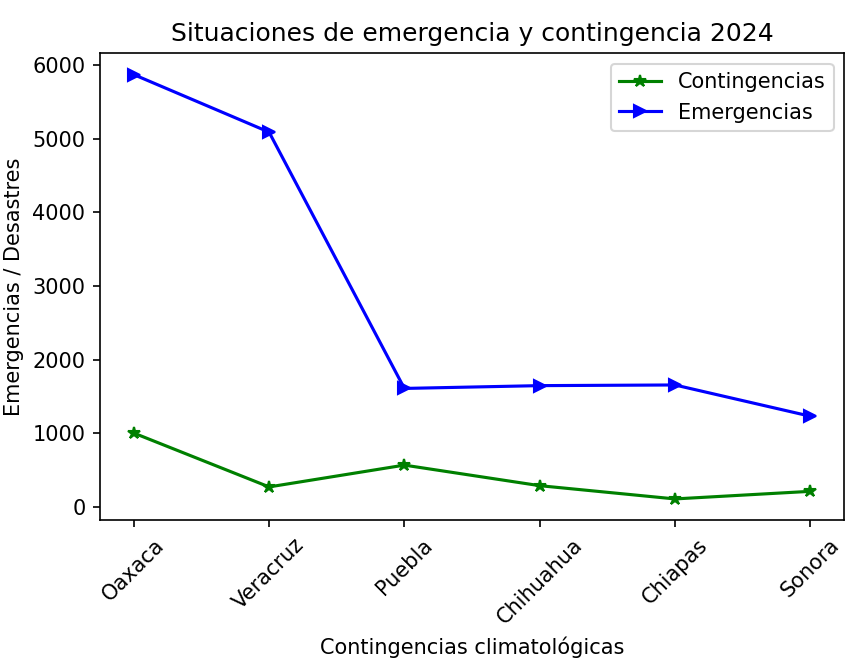 Situaciones de emergencia y contingencia 2024
Contingencias
Emergencias
Emergencias / Desastres
6000
5000
4000
3000
2000
1000
0
Oaxaca
Veracruz
Puebla
Chihuahua
Chiapas
Sonora
Contingencias climatológicas